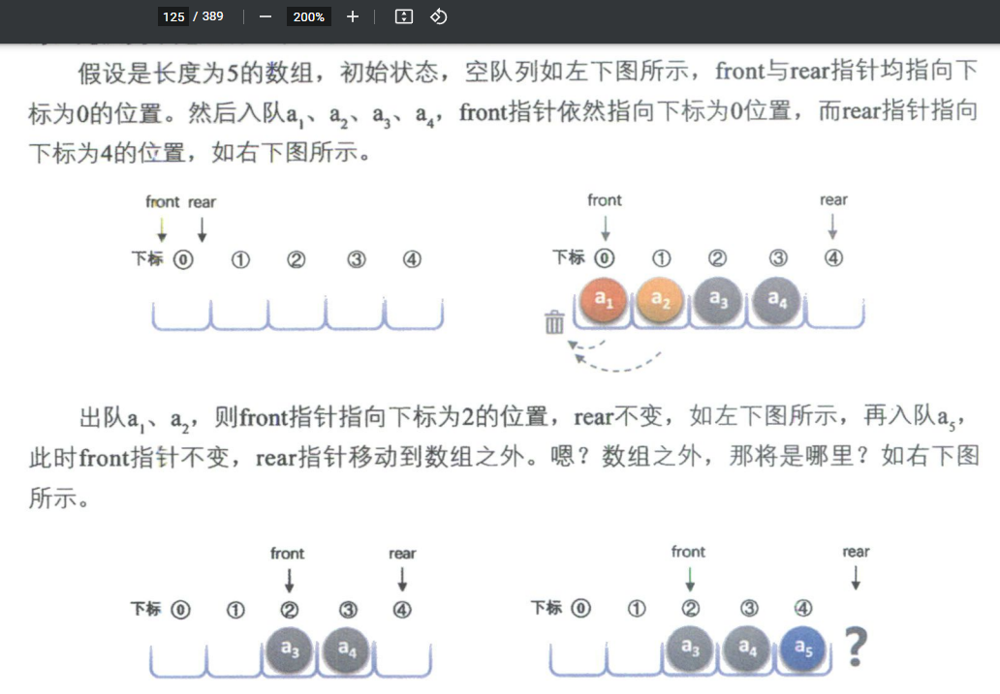 125 / 389 200%
假设是长度为5的数组，初始状态，空队列如左下图所示，front与rear指针均指向下
标为0的位置。然后入队a1、a2、a3、a4，front指针依然指向下标为0位置，而rear指针指向
下标为4的位置，如右下图所示。
front rear
下标 ⓪ ① ② ③ ④
front rear
下标 ⓪ ① ② ③ ④
a1 a2 a3 a4
出队a1、a2，则front指针指向下标为2的位置，rear不变，如左下图所示，再入队a5，
此时front指针不变，rear指针移动到数组之外。嗯？数组之外，那将是哪里？如右下图
所示。
front rear
下标 ⓪ ① ② ③ ④
a3 a4
front rear
下标 ⓪ ① ② ③ ④
a3 a4 a5 ?